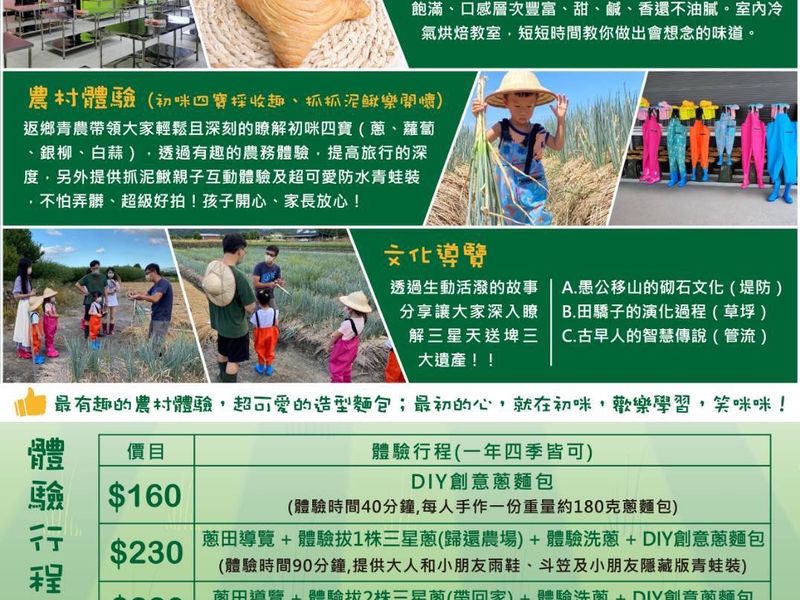 飽滿、口感層次豐富、甜、鹹、香還不油膩。室內冷
氣烘焙教室，短短時間教你做出會想念的味道。
農村體驗 (初咪四寶採收趣、抓抓泥鰍樂開懷)
返鄉青農帶領大家輕鬆且深刻的瞭解初咪四寶（蔥、蘿蔔
、銀柳、白蒜），透過有趣的農務體驗，提高旅行的深
度，另外提供抓泥鰍親子互動體驗及超可愛防水青蛙裝
，不怕弄髒、超級好拍！孩子開心、家長放心！
文化導覽
透過生動活潑的故事
分享讓大家深入瞭
解三星天送埤三
大遺產！！
A.愚公移山的砌石文化（堤防）
B.田驕子的演化過程（草垺）
C.古早人的智慧傳說（管流）
最有趣的農村體驗，超可愛的造型麵包；最初的心，就在初咪，歡樂學習，笑咪咪！
體驗行程
價目
體驗行程(一年四季皆可)
$160
DIY創意蔥麵包
(體驗時間40分鐘,每人手作一份重量約180克蔥麵包)
$230
蔥田導覽 + 體驗拔1株三星蔥(歸還農場) + 體驗洗蔥 + DIY創意蔥麵包
(體驗時間90分鐘,提供大人和小朋友雨鞋、斗笠及小朋友隱藏版青蛙裝)
蔥田導覽 + 體驗拔2株三星蔥(帶回家) + 體驗洗蔥 + DIY創意蔥麵包